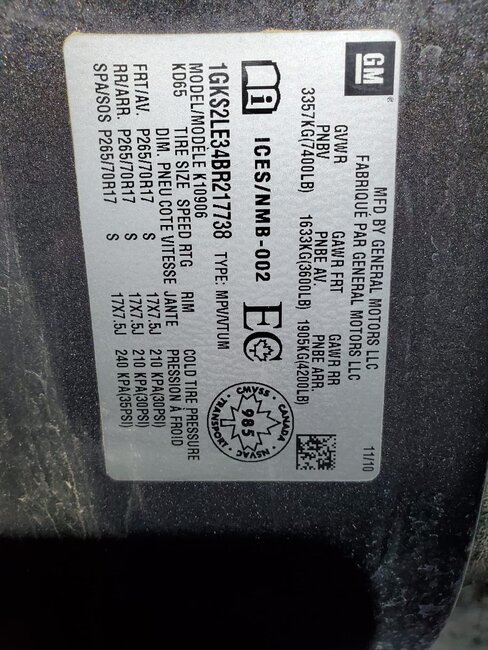 GM
®
MFD BY GENERAL MOTORS LLC
FABRIQUÉ PAR GENERAL MOTORS LLC
11/10
GVWR GAWR FRT GAWR RR
PNBV PNBE AV. PNBE ARR.
3357KG(7400LB) 1633KG(3600LB) 1905KG(4200LB)
i ICES/NMB-002 EC
TRANSPORT CMVSS CANADA NSVAC
985
1GKS2LE34BR217738 TYPE: MPV/VTUM
MODEL/MODELE K10906
KD65 TIRE SIZE SPEED RTG RIM COLD TIRE PRESSURE
DIM. PNEU COTE VITESSE JANTE PRESSION À FROID
FRT/AV. P265/70R17 S 17X7.5J 210 KPA(30PSI)
RR/ARR. P265/70R17 S 17X7.5J 210 KPA(30PSI)
SPA/SOS P265/70R17 S 17X7.5J 240 KPA(35PSI)